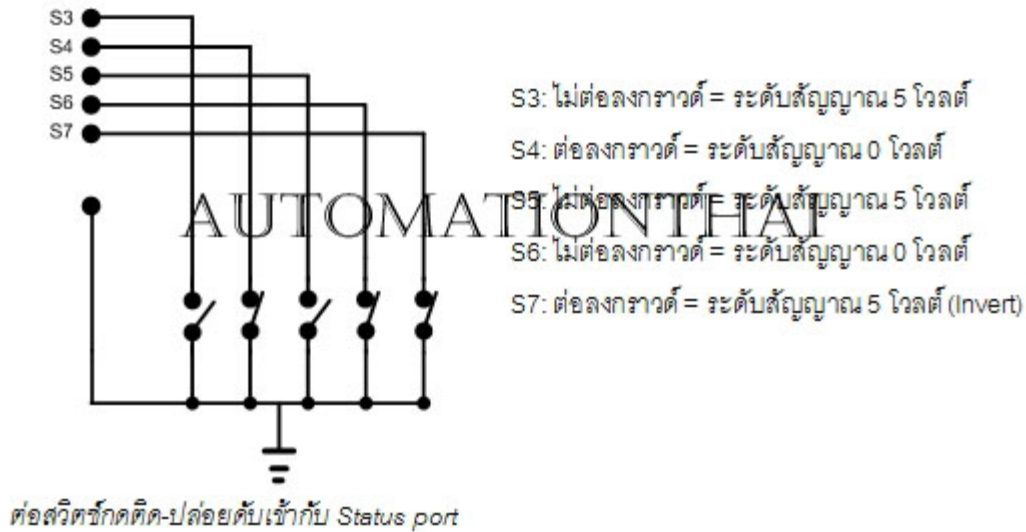 S3
S4
S5
S6
S7
S3: ไม่ต่อลงกราวด์ = ระดับสัญญาณ 5 โวลต์
S4: ต่อลงกราวด์ = ระดับสัญญาณ 0 โวลต์
S5: ไม่ต่อลงกราวด์ = ระดับสัญญาณ 5 โวลต์
S6: ไม่ต่อลงกราวด์ = ระดับสัญญาณ 0 โวลต์
S7: ต่อลงกราวด์ = ระดับสัญญาณ 5 โวลต์ (Invert)
AUTOMATIONTHAI
ต่อสวิตซ์กดติด-ปล่อยดับเข้ากับ Status port